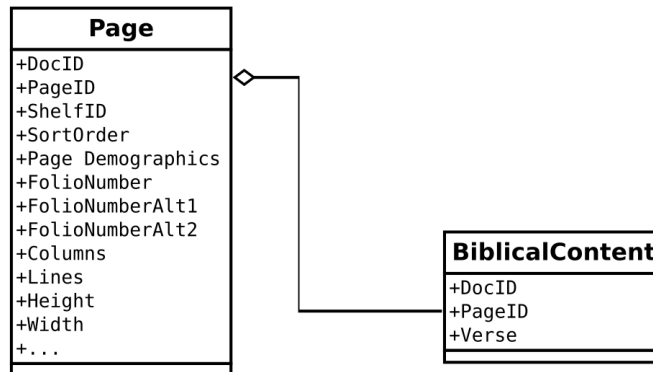 Page
+DocID
+PageID
+ShelfID
+SortOrder
+Page Demographics
+FolioNumber
+FolioNumberAlt1
+FolioNumberAlt2
+Columns
+Lines
+Height
+Width
+...
BiblicalContent
+DocID
+PageID
+Verse